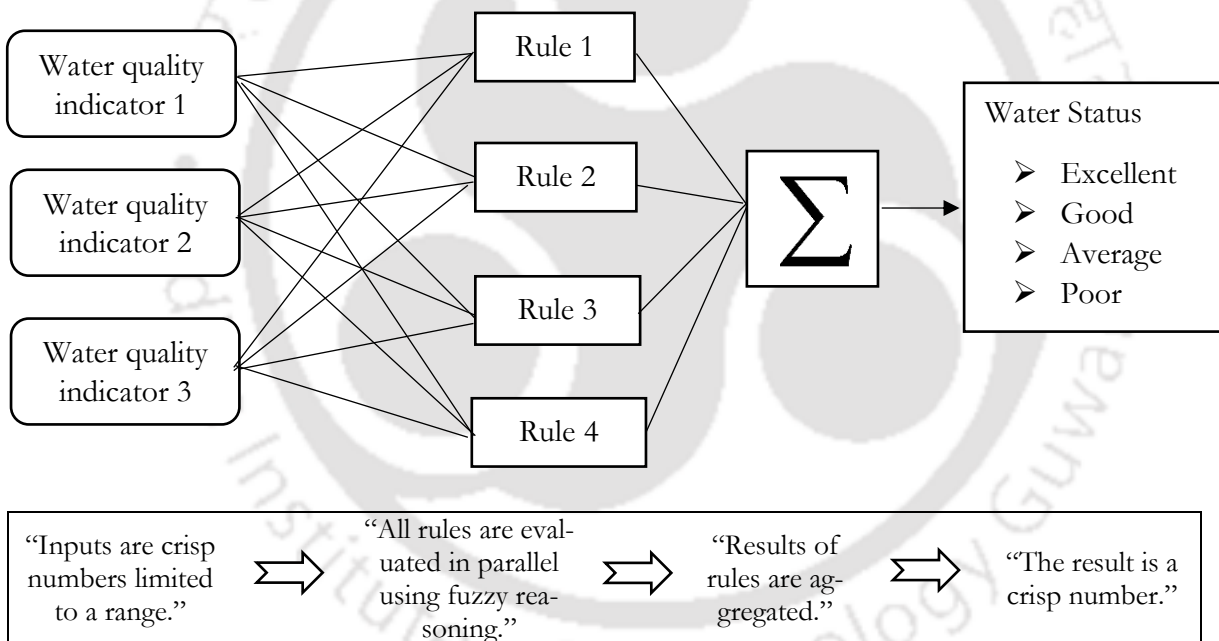 Water quality
indicator 1
Water quality
indicator 2
Water quality
indicator 3
Rule 1
Rule 2
Rule 3
Rule 4
Σ
Water Status
➢ Excellent
➢ Good
➢ Average
➢ Poor
“Inputs are crisp
numbers limited
to a range.”
“All rules are eval-
uated in parallel
using fuzzy rea-
soning.”
“Results of
rules are ag-
gregated.”
“The result is a
crisp number.”